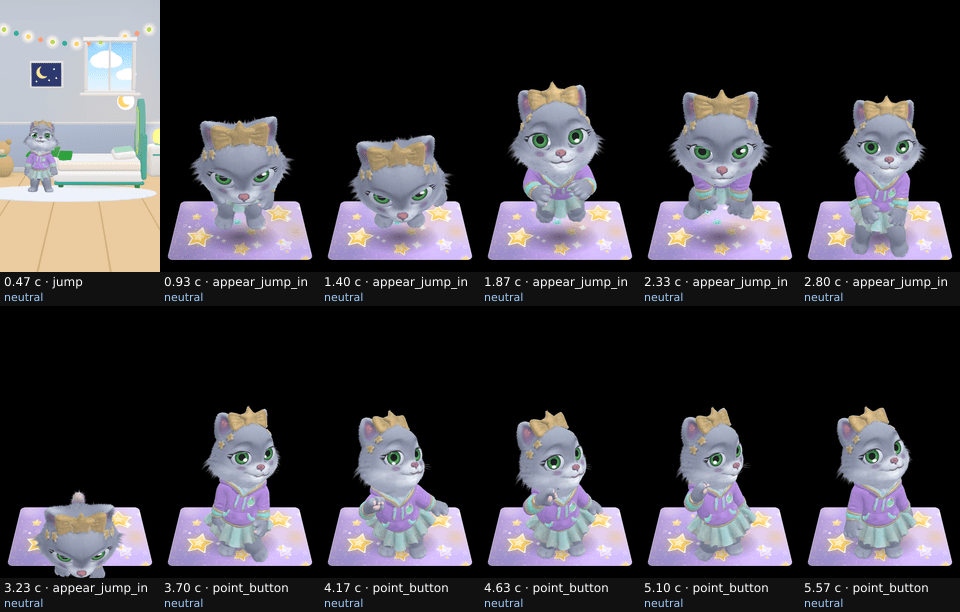 0.47 c · jump
neutral
0.93 c · appear_jump_in
neutral
1.40 c · appear_jump_in
neutral
1.87 c · appear_jump_in
neutral
2.33 c · appear_jump_in
neutral
2.80 c · appear_jump_in
neutral
3.23 c · appear_jump_in
neutral
3.70 c · point_button
neutral
4.17 c · point_button
neutral
4.63 c · point_button
neutral
5.10 c · point_button
neutral
5.57 c · point_button
neutral